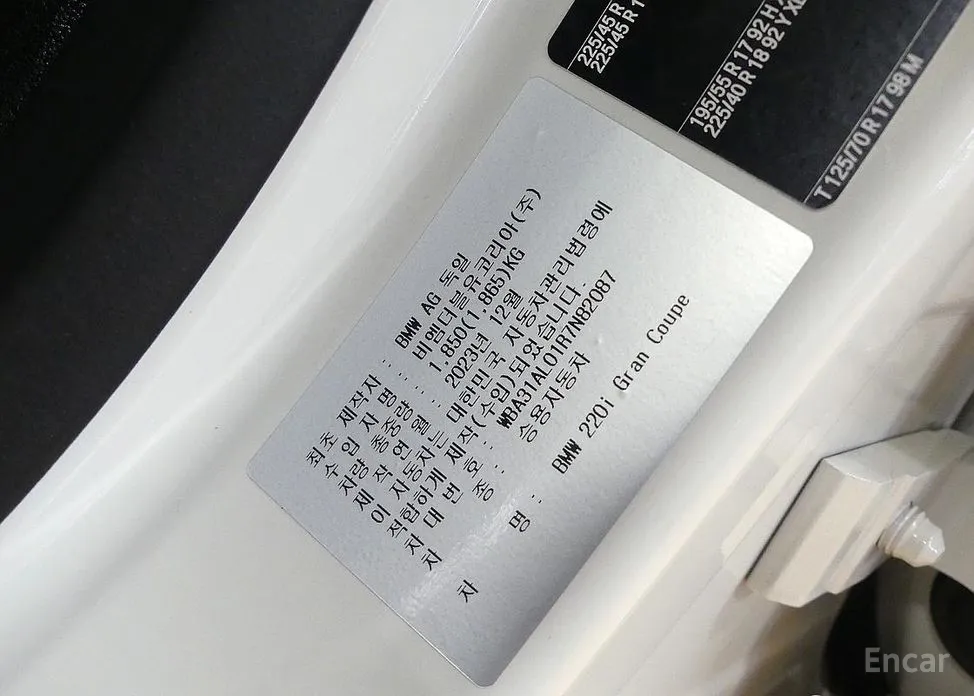 225/45 R
225/45 R 1
195/55 R 17 92 H
225/40 R 18 92 Y XL
T 125/70 R 17 98 M
최초 제작자 : BMW AG 독일
수 입 자 명 : 비엠더블유코리아(주)
차량 총중량 : 1,850(1,865)KG
제 작 연 월 : 2023년 12월
이 자동차는 대한민국 자동차관리법령에
적합하게 제작(수입)되었습니다.
차 대 번 호 : WBA31AL01R7N82087
차 종 : 승용자동차
차 명 : BMW 220i Gran Coupe
Encar